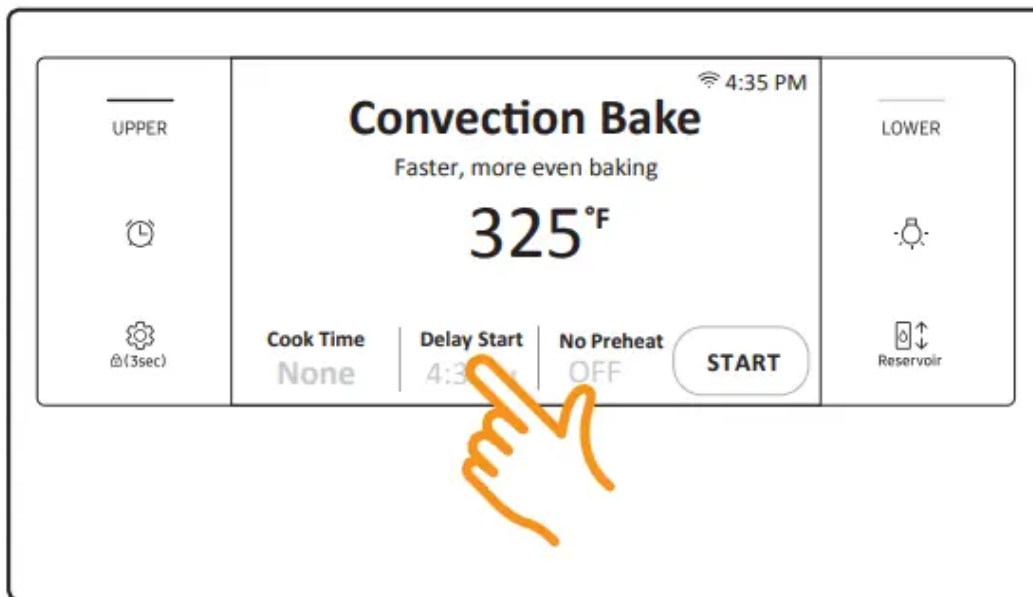 4:35 PM
UPPER
Convection Bake
LOWER
Faster, more even baking
325°F
(3sec)
Cook Time
None
Delay Start
No Preheat
OFF
START
Reservoir